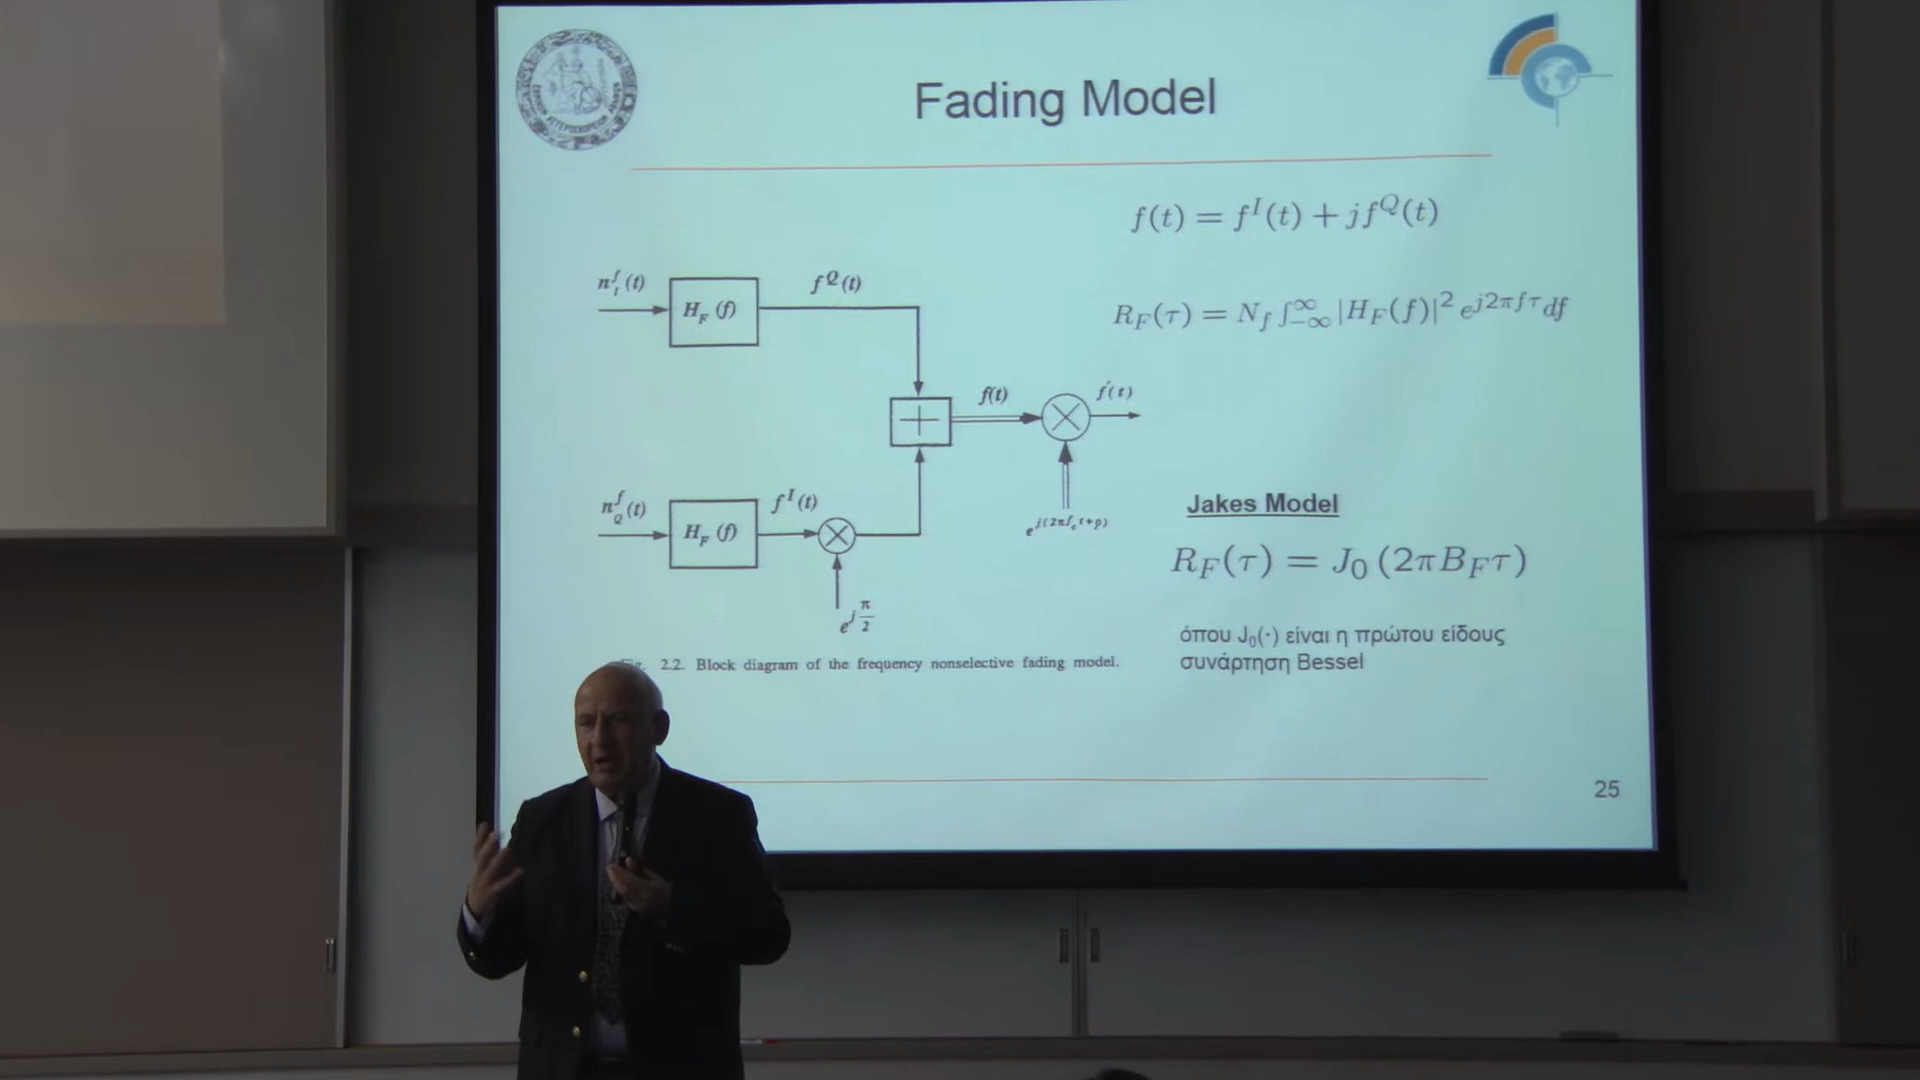 Fading Model
f(t) = f^I(t) + jf^Q(t)
R_F(τ) = N_f ∫_{-∞}^{∞} |H_F(f)|^2 e^{j2πfτ} df
n_I^f(t)
H_F(f)
f^Q(t)
f(t)
f(t)
n_Q^f(t)
H_F(f)
f^I(t)
e^{j(2πf_c t+p)}
e^{j π/2}
2.2. Block diagram of the frequency nonselective fading model.
Jakes Model
R_F(τ) = J_0(2πB_Fτ)
όπου J_0(·) είναι η πρώτου είδους
συνάρτηση Bessel
25